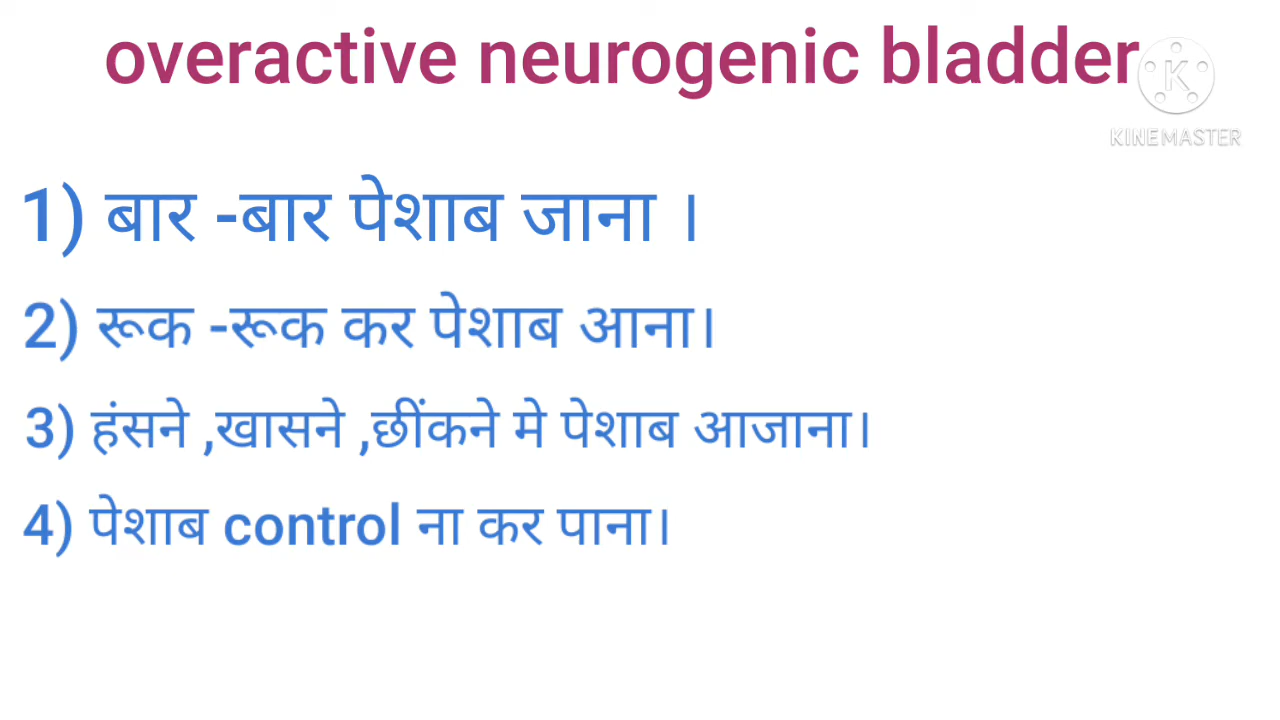 overactive neurogenic bladder
K
KINEMASTER
1) बार -बार पेशाब जाना ।
2) रूक -रूक कर पेशाब आना।
3) हंसने ,खासने ,छींकने मे पेशाब आजाना।
4) पेशाब control ना कर पाना।